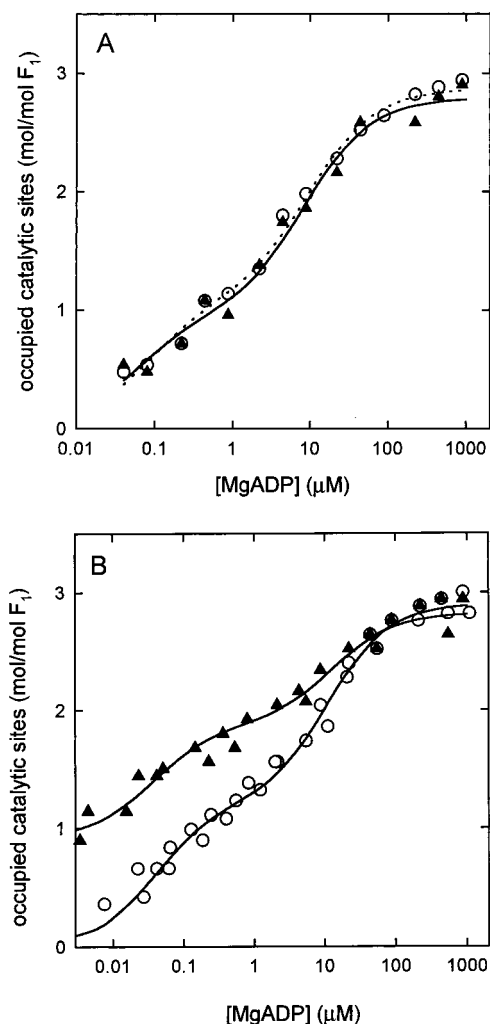 A
3
2
1
0
occupied catalytic sites (mol/mol F₁)
0.01 0.1 1 10 100 1000
[MgADP] (µM)
B
3
2
1
0
occupied catalytic sites (mol/mol F₁)
0.01 0.1 1 10 100 1000
[MgADP] (µM)